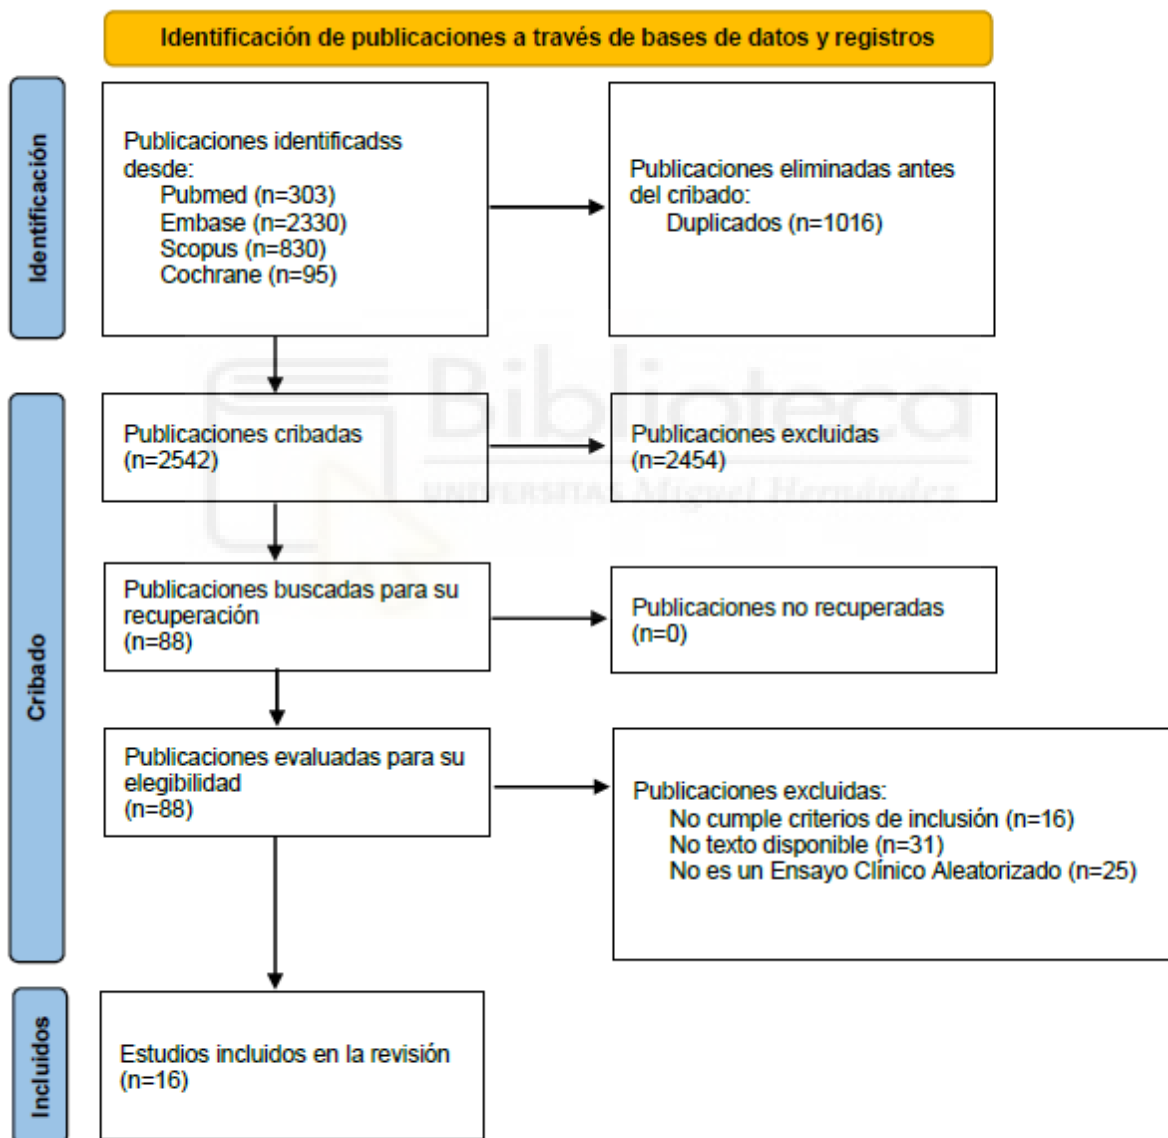 Identificación de publicaciones a través de bases de datos y registros
Identificación
Publicaciones identificadss
desde:
Pubmed (n=303)
Embase (n=2330)
Scopus (n=830)
Cochrane (n=95)
Publicaciones eliminadas antes
del cribado:
Duplicados (n=1016)
Biblioteca
UNIVERSITAS Miguel Hernández
Cribado
Publicaciones cribadas
(n=2542)
Publicaciones excluidas
(n=2454)
Publicaciones buscadas para su
recuperación
(n=88)
Publicaciones no recuperadas
(n=0)
Publicaciones evaluadas para su
elegibilidad
(n=88)
Publicaciones excluidas:
No cumple criterios de inclusión (n=16)
No texto disponible (n=31)
No es un Ensayo Clínico Aleatorizado (n=25)
Incluidos
Estudios incluidos en la revisión
(n=16)